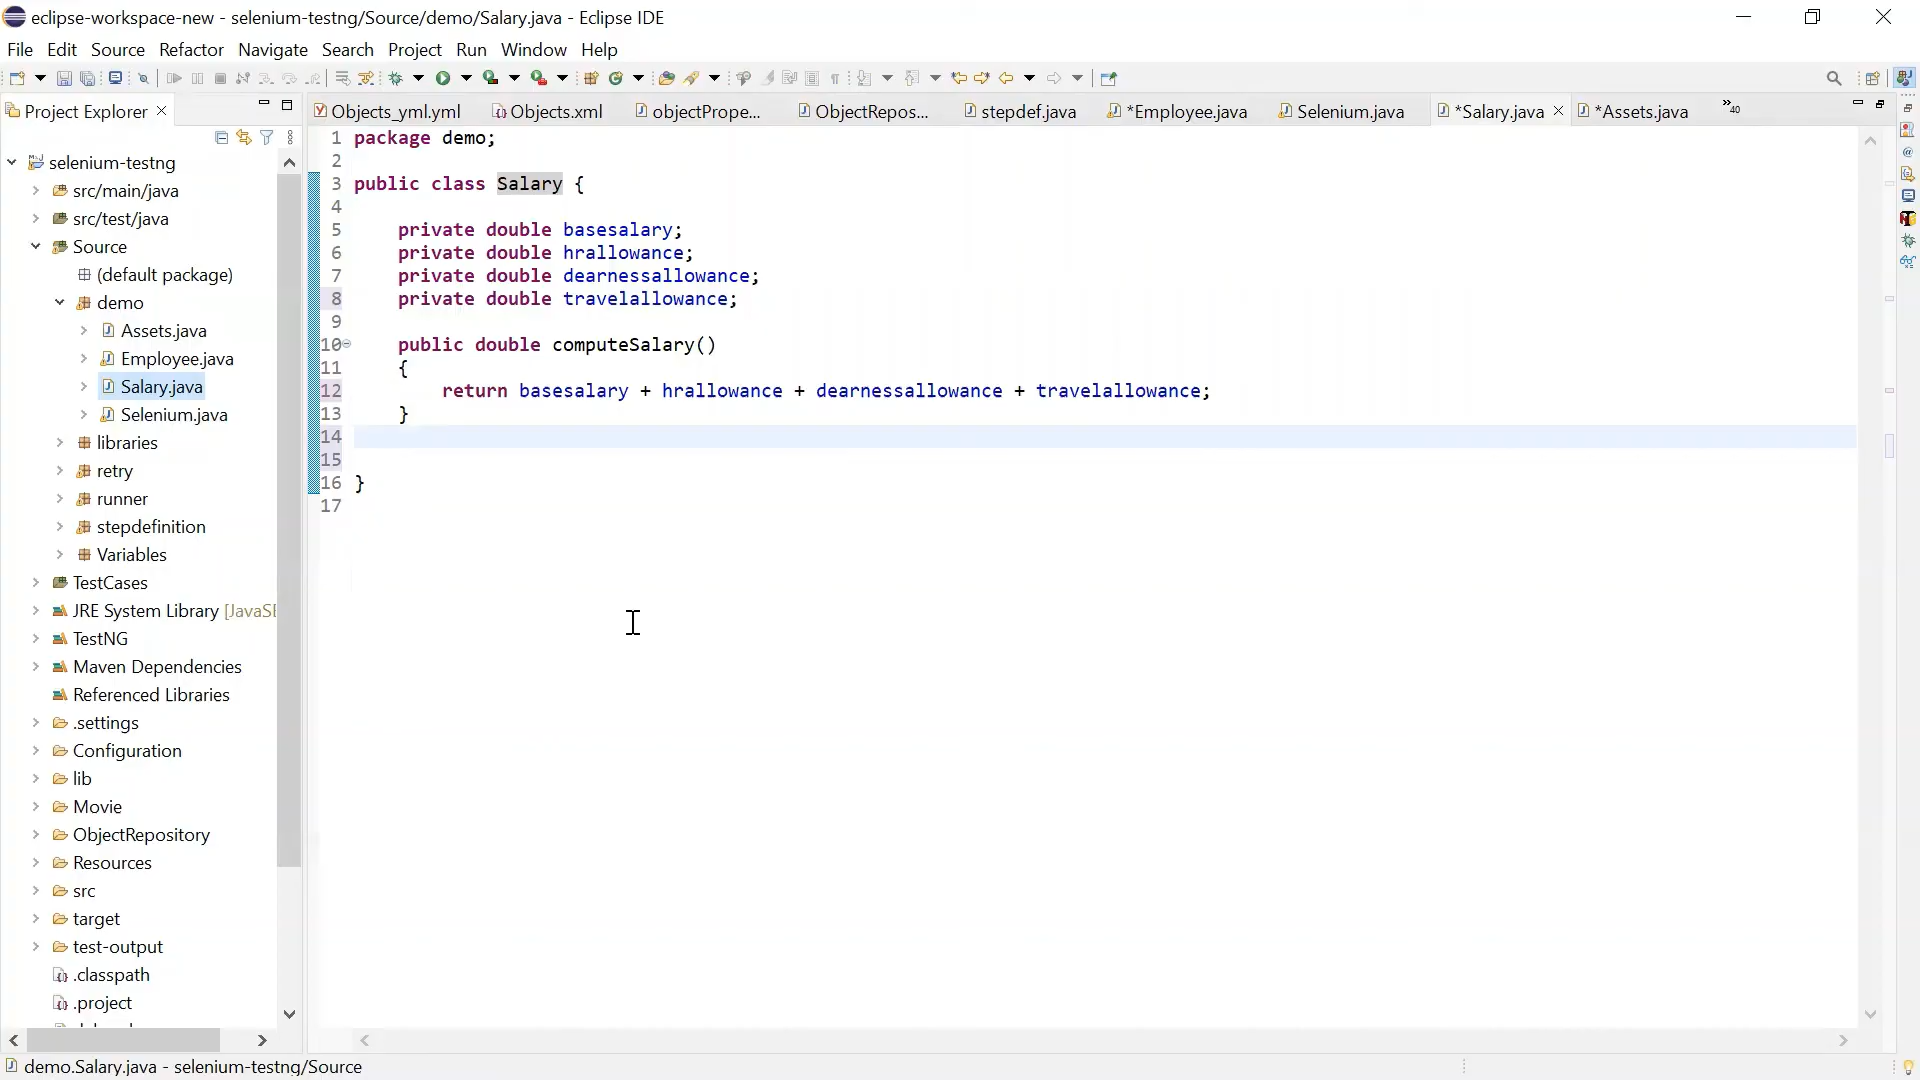 eclipse-workspace-new - selenium-testng/Source/demo/Salary.java - Eclipse IDE
File Edit Source Refactor Navigate Search Project Run Window Help
Project Explorer
Objects_yml.yml Objects.xml objectPrope... ObjectRepos... stepdef.java *Employee.java Selenium.java *Salary.java *Assets.java »40
selenium-testng
src/main/java
src/test/java
Source
(default package)
demo
Assets.java
Employee.java
Salary.java
Selenium.java
libraries
retry
runner
stepdefinition
Variables
TestCases
JRE System Library [JavaSE
TestNG
Maven Dependencies
Referenced Libraries
.settings
Configuration
lib
Movie
ObjectRepository
Resources
src
target
test-output
.classpath
.project
1 package demo;
2
3 public class Salary {
4
5 private double basesalary;
6 private double hrallowance;
7 private double dearnessallowance;
8 private double travelallowance;
9
10 public double computeSalary()
11 {
12 return basesalary + hrallowance + dearnessallowance + travelallowance;
13 }
14
15
16 }
17
demo.Salary.java - selenium-testng/Source